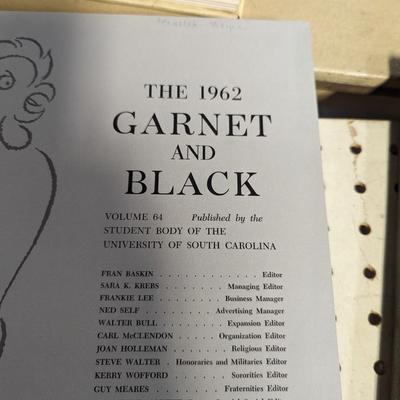 THE 1962
GARNET
AND
BLACK
VOLUME 64 Published by the
STUDENT BODY OF THE
UNIVERSITY OF SOUTH CAROLINA
FRAN BASKIN . . . . . . . . . . . . Editor
SARA K. KREBS . . . . . . . . Managing Editor
FRANKIE LEE . . . . . . . . Business Manager
NED SELF . . . . . . . . . Advertising Manager
WALTER BULL . . . . . . . . Expansion Editor
CARL McCLENDON . . . . . Organization Editor
JOAN HOLLEMAN . . . . . . . Religious Editor
STEVE WALTER . Honoraries and Militaries Editor
KERRY WOFFORD . . . . . . . Sororities Editor
GUY MEARES . . . . . . . . Fraternities Editor